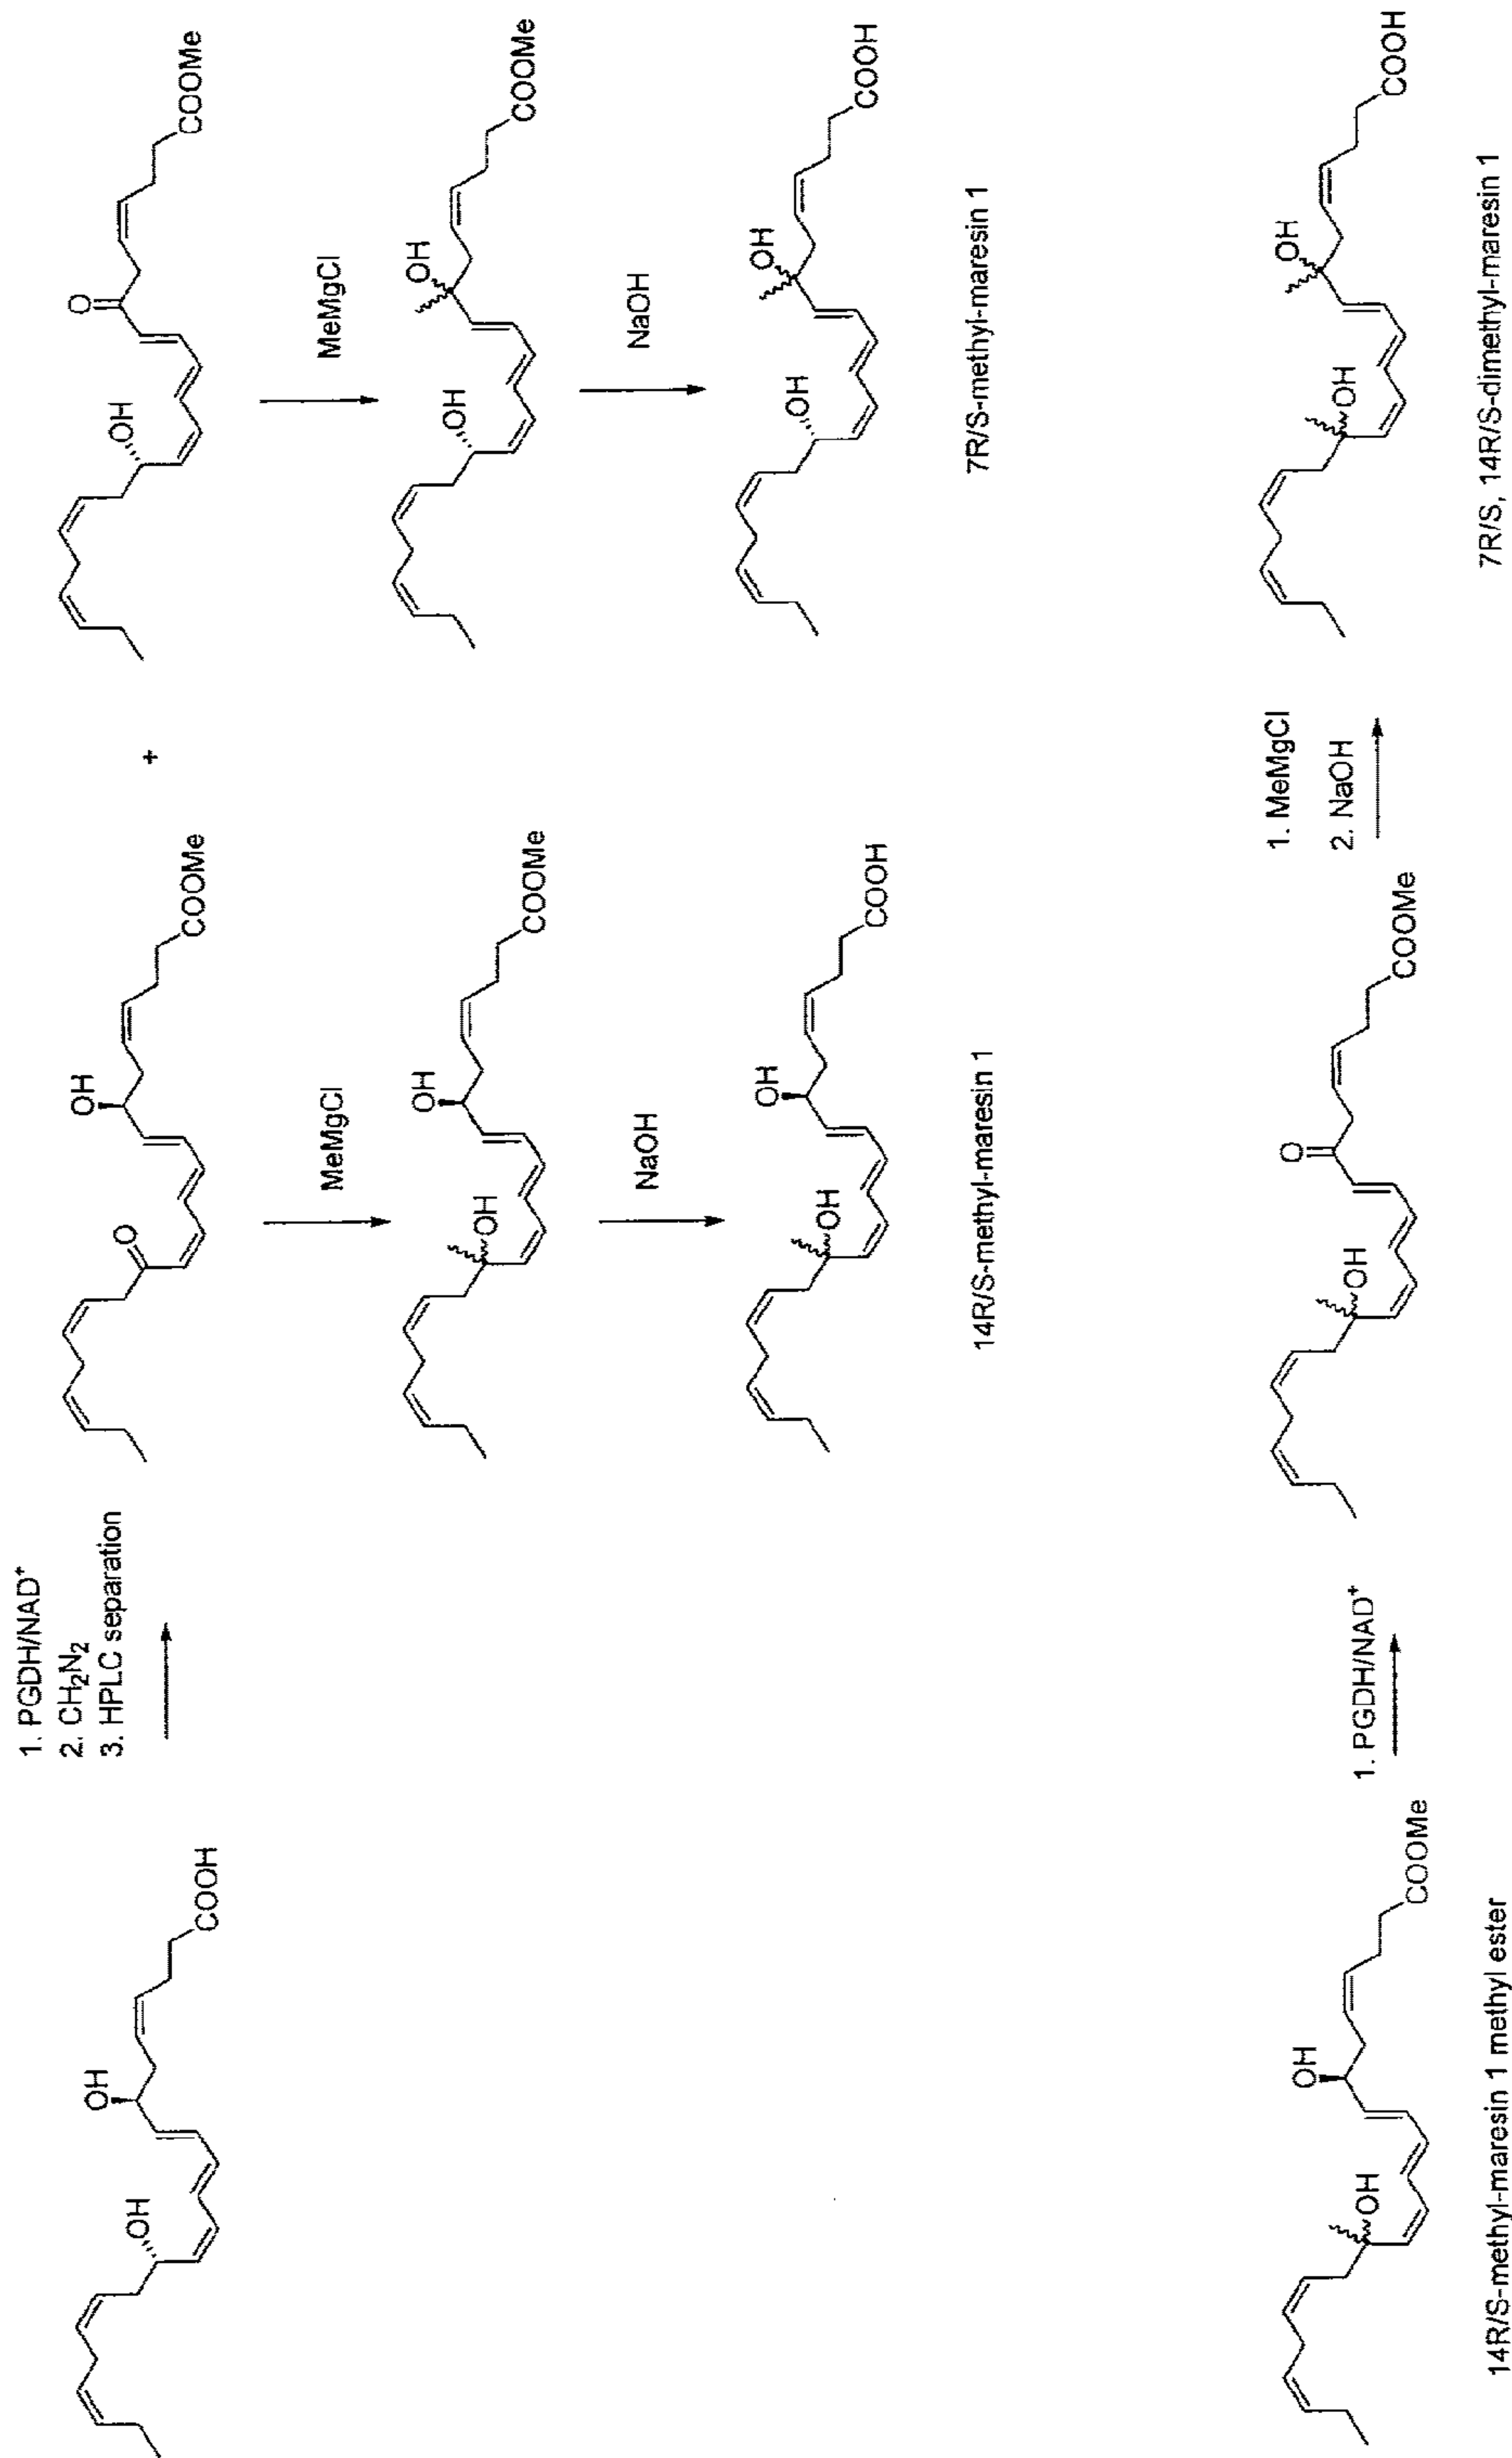 OH
OH
COOH
1. PGDH/NAD⁺
2. CH₂N₂
3. HPLC separation
O
OH
COOMe
+
O
OH
COOMe
MeMgCl
MeMgCl
OH
OH
COOMe
OH
OH
COOMe
NaOH
NaOH
OH
OH
COOH
OH
OH
COOH
14R/S-methyl-maresin 1
7R/S-methyl-maresin 1
OH
OH
COOMe
14R/S-methyl-maresin 1 methyl ester
1. PGDH/NAD⁺
O
OH
COOMe
1. MeMgCl
2. NaOH
OH
OH
COOH
7R/S, 14R/S-dimethyl-maresin 1